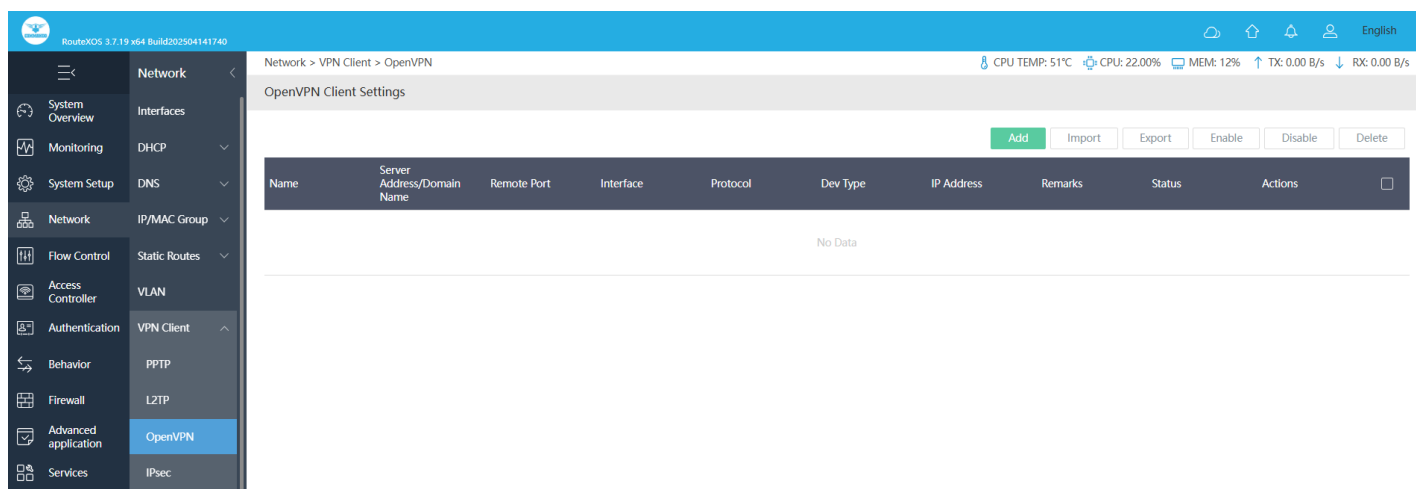 RouteXOS 3.7.19 x64 Build202504141740
English
Network
Network > VPN Client > OpenVPN
CPU TEMP: 51°C
CPU: 22.00%
MEM: 12%
TX: 0.00 B/s
RX: 0.00 B/s
System
Overview
Monitoring
System Setup
Network
Flow Control
Access
Controller
Authentication
Behavior
Firewall
Advanced
application
Services
Interfaces
DHCP
DNS
IP/MAC Group
Static Routes
VLAN
VPN Client
PPTP
L2TP
OpenVPN
IPsec
OpenVPN Client Settings
Add
Import
Export
Enable
Disable
Delete
Name
Server
Address/Domain
Name
Remote Port
Interface
Protocol
Dev Type
IP Address
Remarks
Status
Actions
No Data